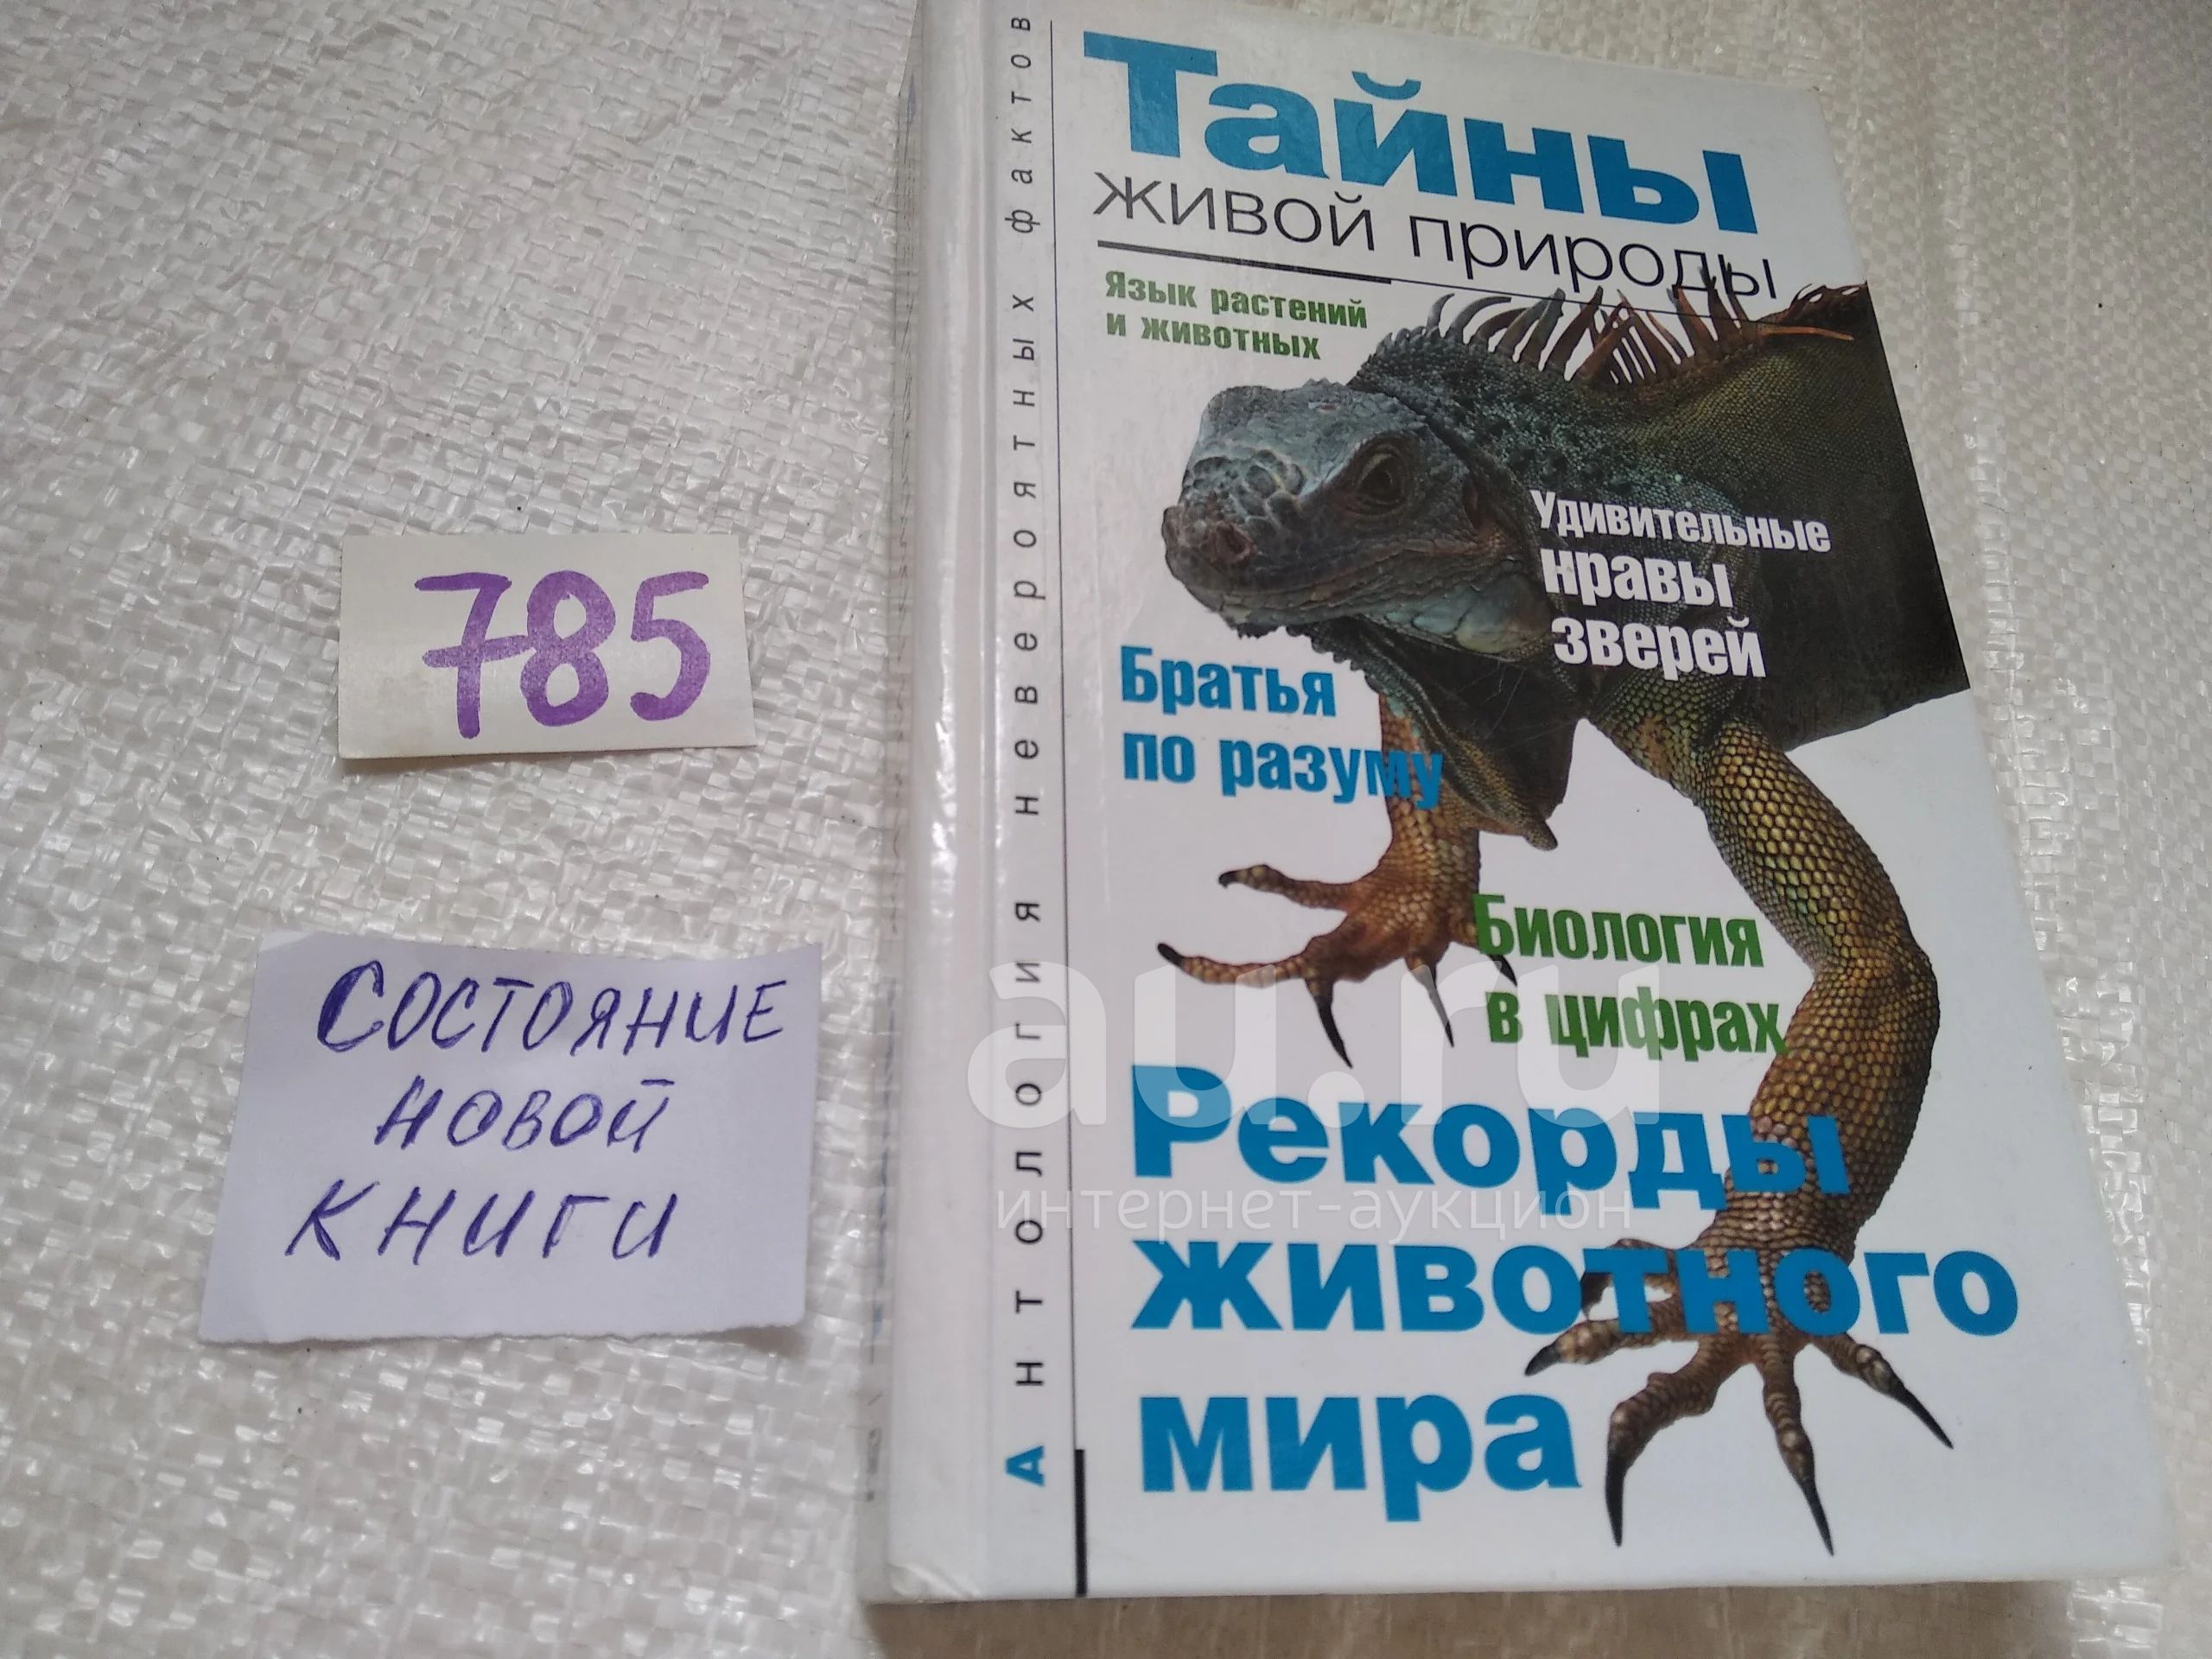 785
Состояние
новой
книги
Антология невероятных фактов
Тайны
живой природы
Язык растений
и животных
Удивительные
нравы
зверей
Братья
по разуму
Биология
в цифрах
Рекорды
животного
мира
au.ru
интернет-аукцион